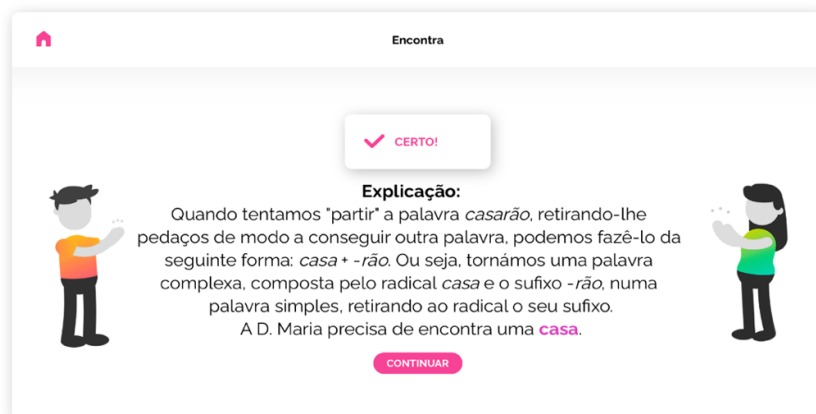 Encontra
CERTO!
Explicação:
Quando tentamos "partir" a palavra casarão, retirando-lhe
pedaços de modo a conseguir outra palavra, podemos fazê-lo da
seguinte forma: casa + -rão. Ou seja, tornámos uma palavra
complexa, composta pelo radical casa e o sufixo -rão, numa
palavra simples, retirando ao radical o seu sufixo.
A D. Maria precisa de encontra uma casa.
CONTINUAR